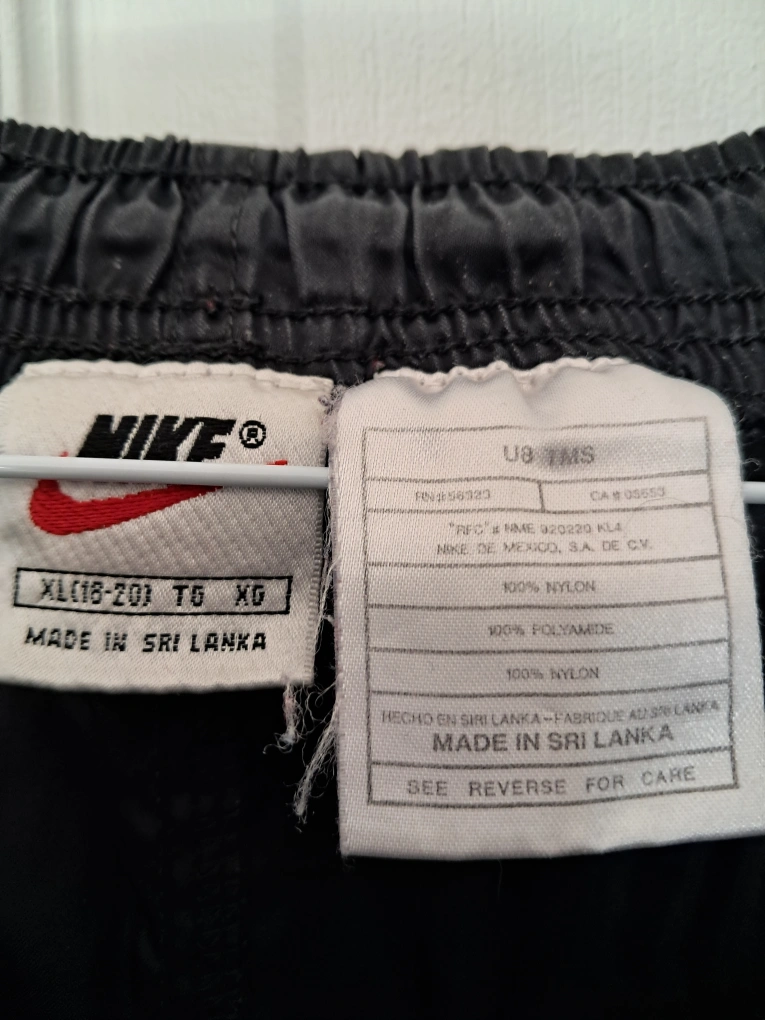 NIKE®
XL(18-20) TG XG
MADE IN SRI LANKA
U8 TMS
RN#56323 CA#05553
"RFC"# NME 920220 KL4
NIKE DE MEXICO, S.A. DE C.V.
100% NYLON
100% POLYAMIDE
100% NYLON
HECHO EN SIRI LANKA-FABRIQUE AU SRI LANKA
MADE IN SRI LANKA
SEE REVERSE FOR CARE